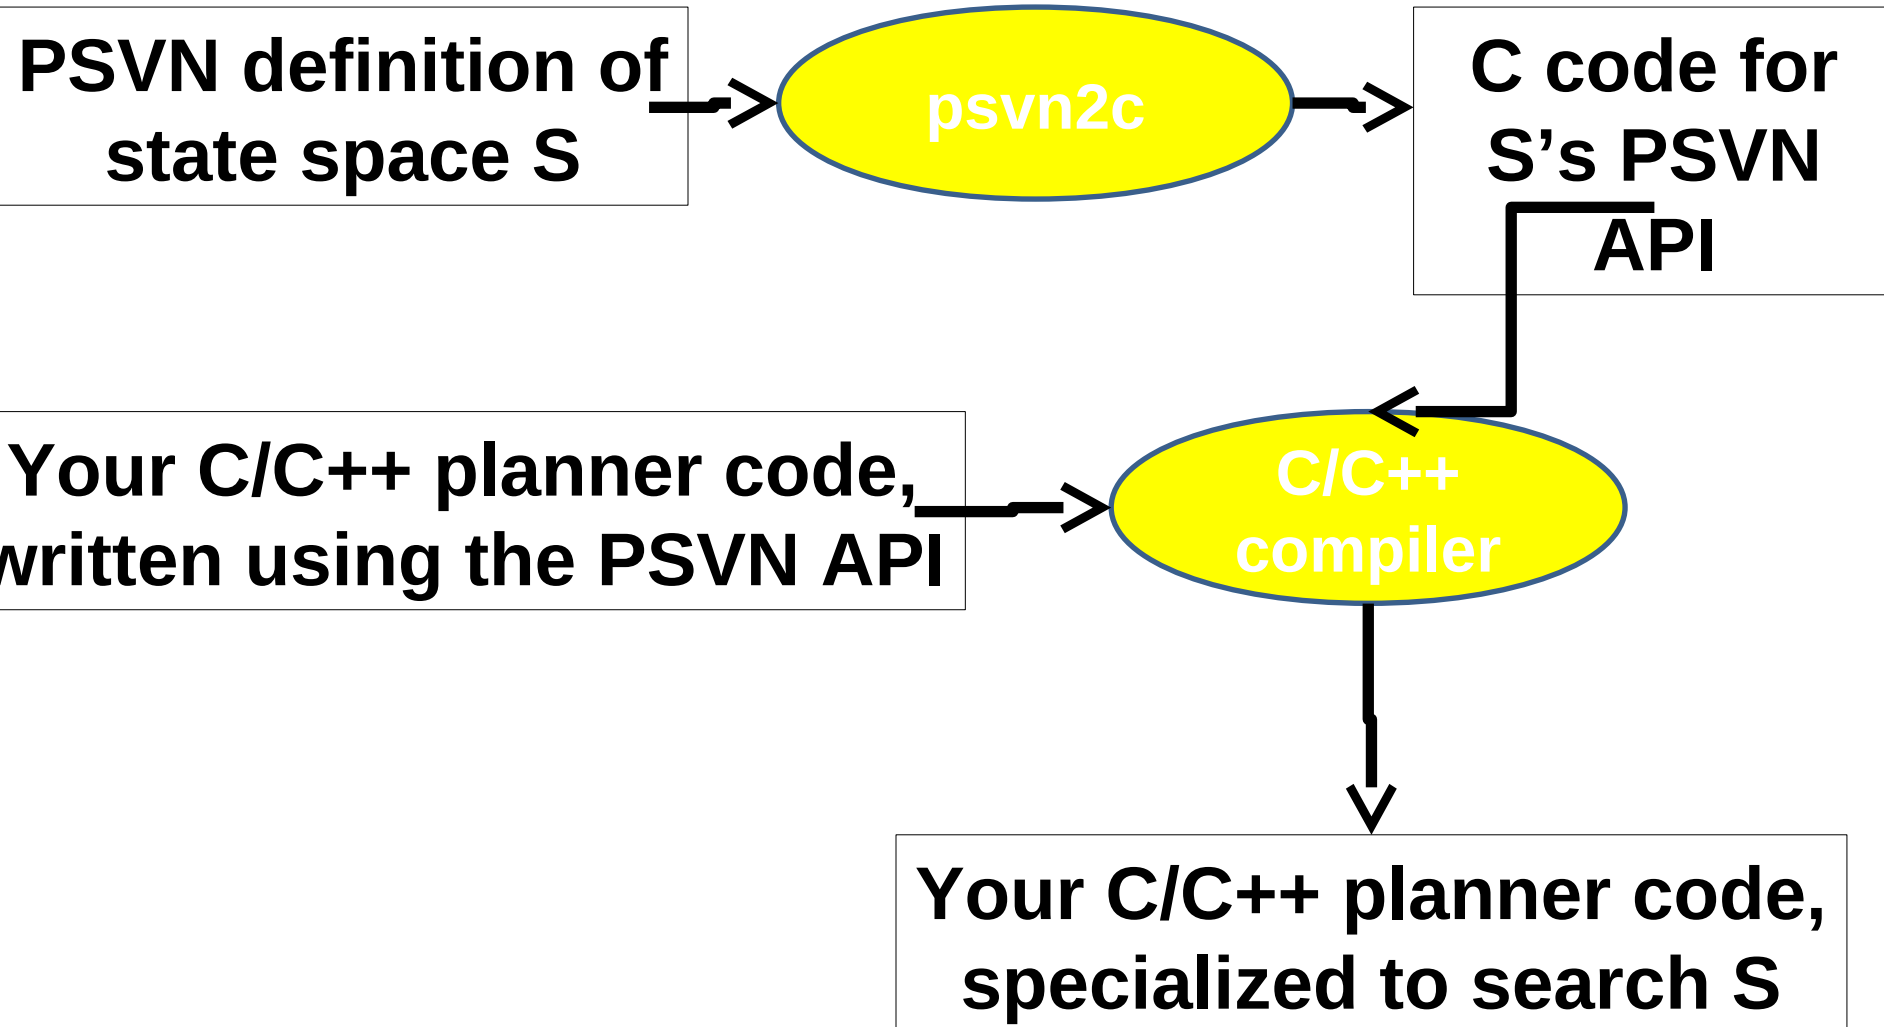 PSVN definition of
state space S
psvn2c
C code for
S’s PSVN
API
Your C/C++ planner code,
written using the PSVN API
C/C++
compiler
Your C/C++ planner code,
specialized to search S